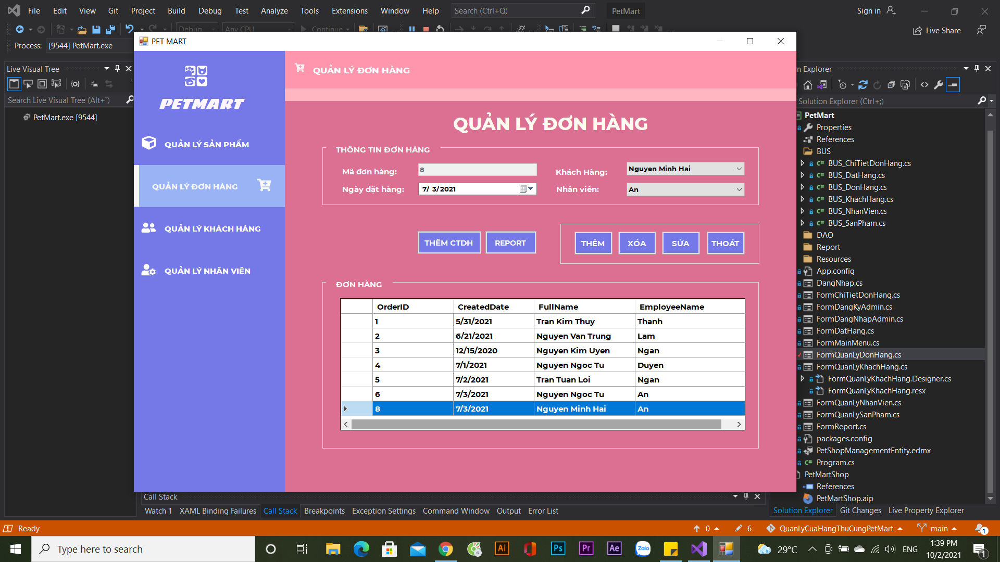 File Edit View Git Project Build Debug Test Analyze Tools Extensions Window Help Search (Ctrl+Q) PetMart Sign in
Debug Any CPU Continue Live Share
Process: [9544] PetMart.exe
Live Visual Tree
Search Live Visual Tree (Alt+`)
PetMart.exe [9544]
PET MART
PETMART
QUẢN LÝ SẢN PHẨM
QUẢN LÝ ĐƠN HÀNG
QUẢN LÝ KHÁCH HÀNG
QUẢN LÝ NHÂN VIÊN
QUẢN LÝ ĐƠN HÀNG
QUẢN LÝ ĐƠN HÀNG
THÔNG TIN ĐƠN HÀNG
Mã đơn hàng: 8 Khách Hàng: Nguyen Minh Hai
Ngày đặt hàng: 7/ 3/2021 Nhân viên: An
THÊM CTDH REPORT THÊM XÓA SỬA THOÁT
ĐƠN HÀNG
OrderID CreatedDate FullName EmployeeName
1 5/31/2021 Tran Kim Thuy Thanh
2 6/21/2021 Nguyen Van Trung Lam
3 12/15/2020 Nguyen Kim Uyen Ngan
4 7/1/2021 Nguyen Ngoc Tu Duyen
5 7/2/2021 Tran Tuan Loi Ngan
6 7/3/2021 Nguyen Ngoc Tu An
8 7/3/2021 Nguyen Minh Hai An
n Explorer
Solution Explorer (Ctrl+;)
PetMart
Properties
References
BUS
C# BUS_ChiTietDonHang.cs
C# BUS_DatHang.cs
C# BUS_DonHang.cs
C# BUS_KhachHang.cs
C# BUS_NhanVien.cs
C# BUS_SanPham.cs
DAO
Report
Resources
App.config
DangNhap.cs
FormChiTietDonHang.cs
FormDangKyAdmin.cs
FormDangNhapAdmin.cs
FormDatHang.cs
FormMainMenu.cs
FormQuanLyDonHang.cs
FormQuanLyKhachHang.cs
FormQuanLyKhachHang.Designer.cs
FormQuanLyKhachHang.resx
FormQuanLyNhanVien.cs
FormQuanLySanPham.cs
FormReport.cs
packages.config
PetShopManagementEntity.edmx
C# Program.cs
PetMartShop
References
PetMartShop.aip
Solution Explorer Git Changes Live Property Explorer
Call Stack
Watch 1 XAML Binding Failures Call Stack Breakpoints Exception Settings Command Window Output Error List
Ready 0 6 QuanLyCuaHangThuCungPetMart main 1
Type here to search Ai Ps Pr Ae Zalo 29°C ENG 1:39 PM
10/2/2021 1